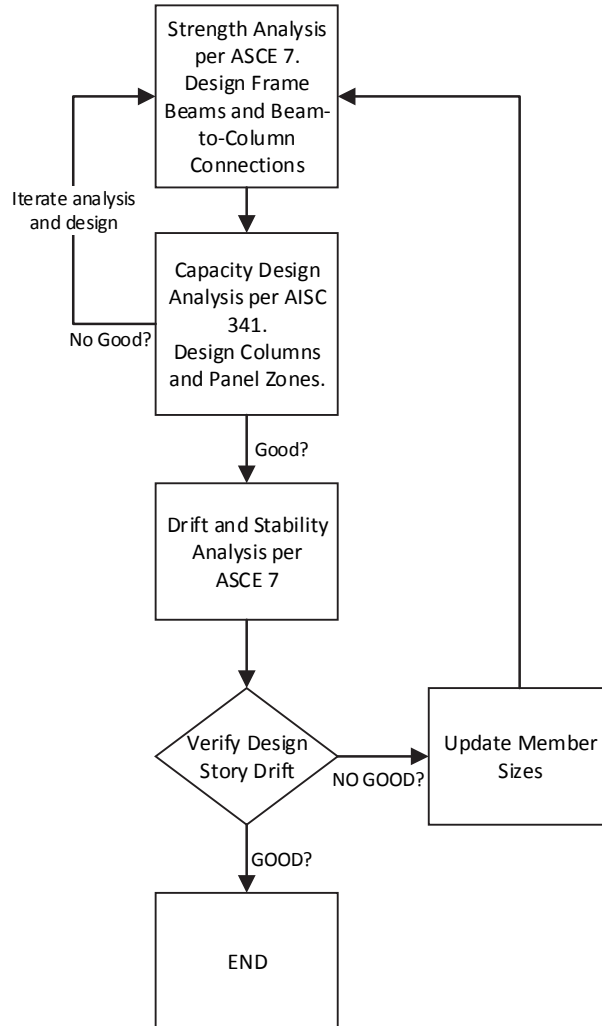 Strength Analysis
per ASCE 7.
Design Frame
Beams and Beam-
to-Column
Connections
Iterate analysis
and design
Capacity Design
Analysis per AISC
341.
Design Columns
and Panel Zones.
No Good?
Good?
Drift and Stability
Analysis per
ASCE 7
Verify Design
Story Drift
NO GOOD?
Update Member
Sizes
GOOD?
END